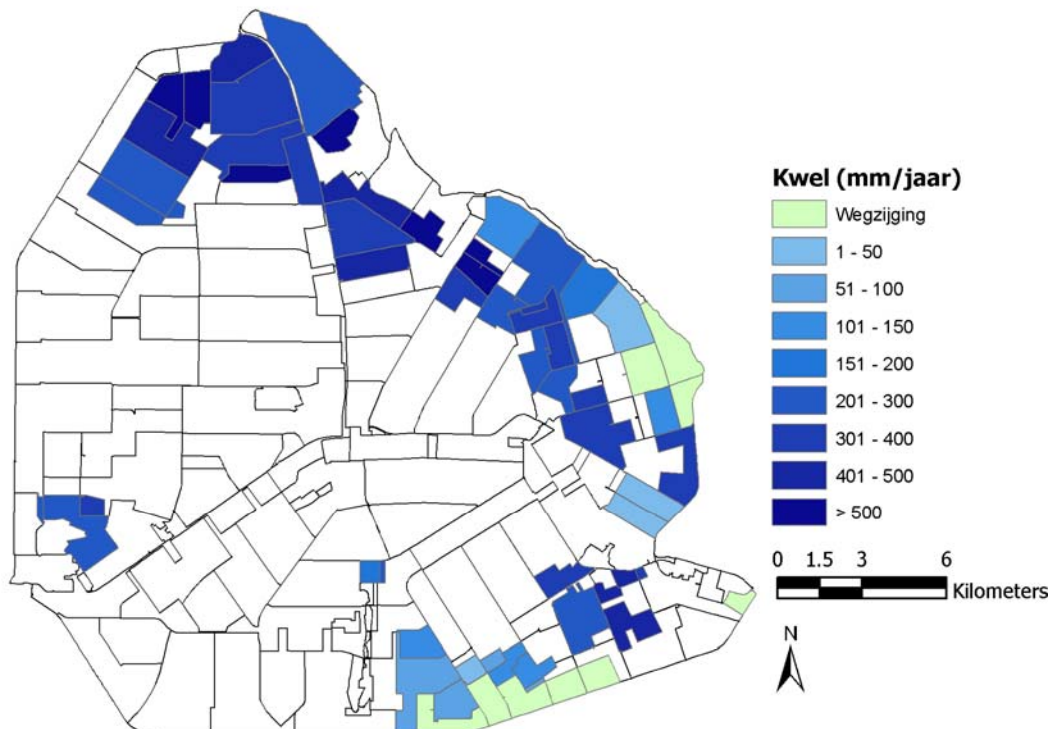 Kwel (mm/jaar)
Wegzijging
1 - 50
51 - 100
101 - 150
151 - 200
201 - 300
301 - 400
401 - 500
> 500
0 1.5 3 6
Kilometers
N